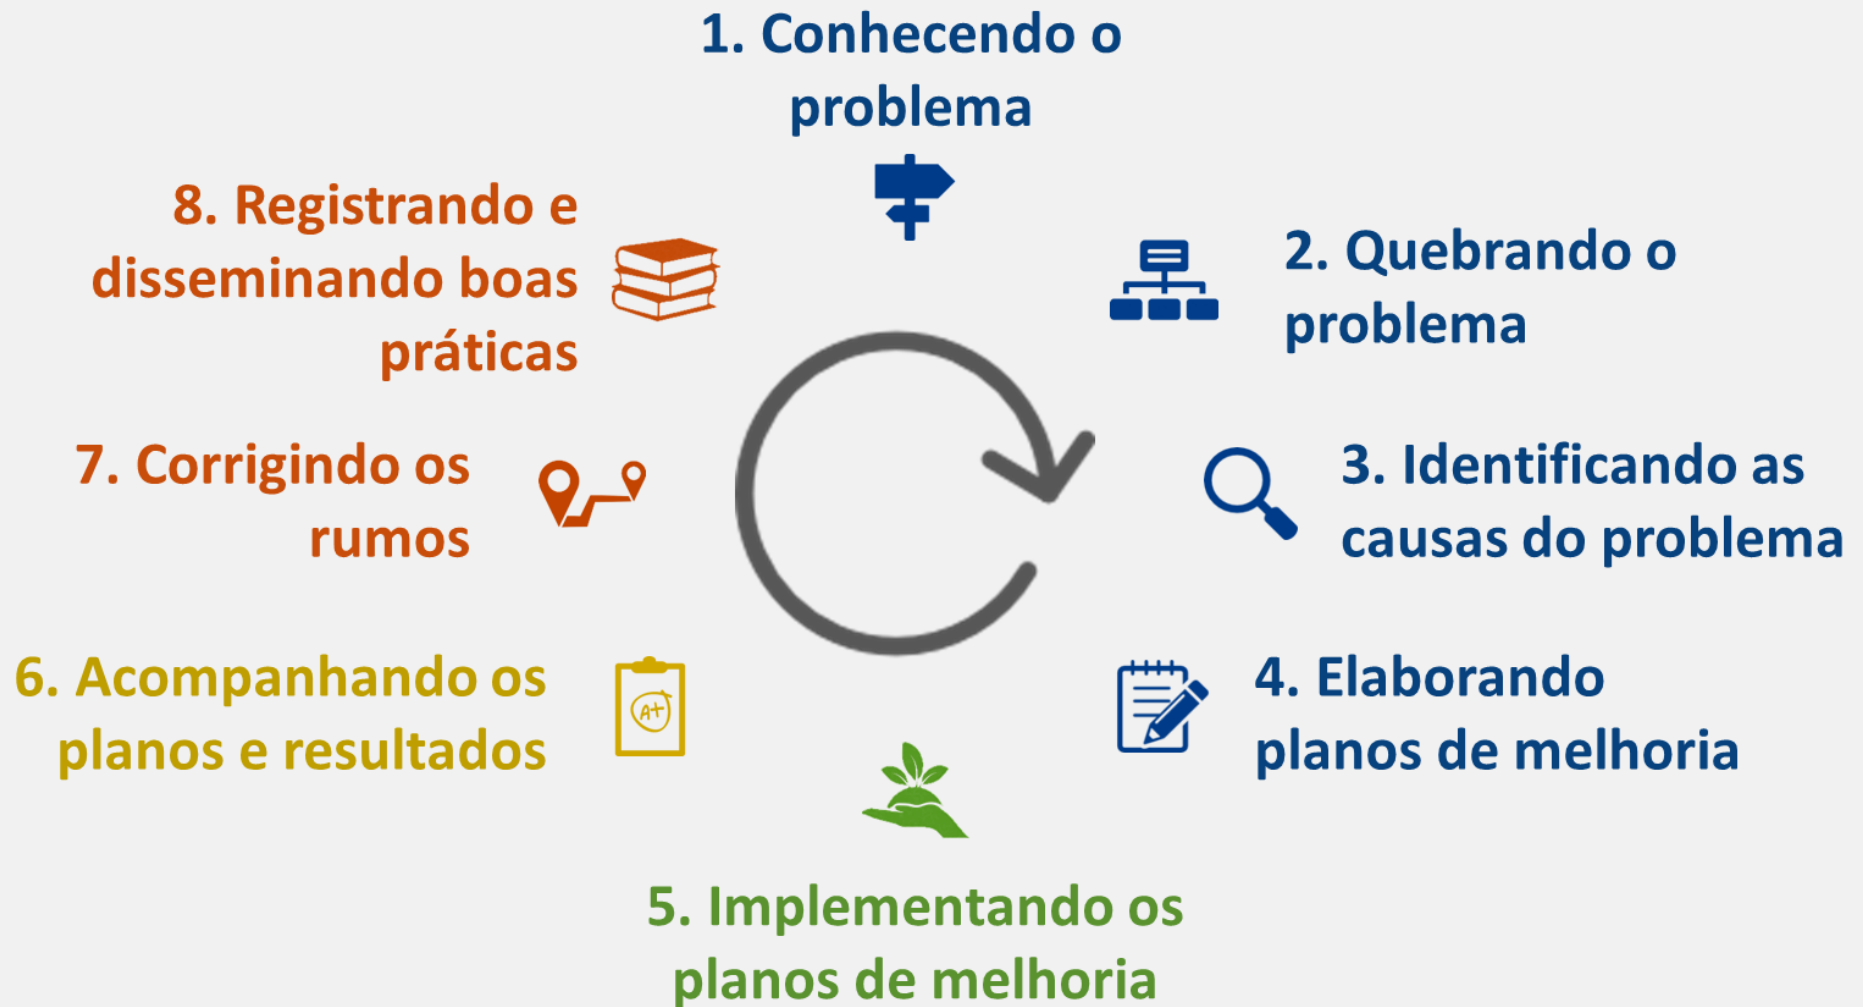 1. Conhecendo o
problema
2. Quebrando o
problema
3. Identificando as
causas do problema
4. Elaborando
planos de melhoria
5. Implementando os
planos de melhoria
6. Acompanhando os
planos e resultados
A+
7. Corrigindo os
rumos
8. Registrando e
disseminando boas
práticas